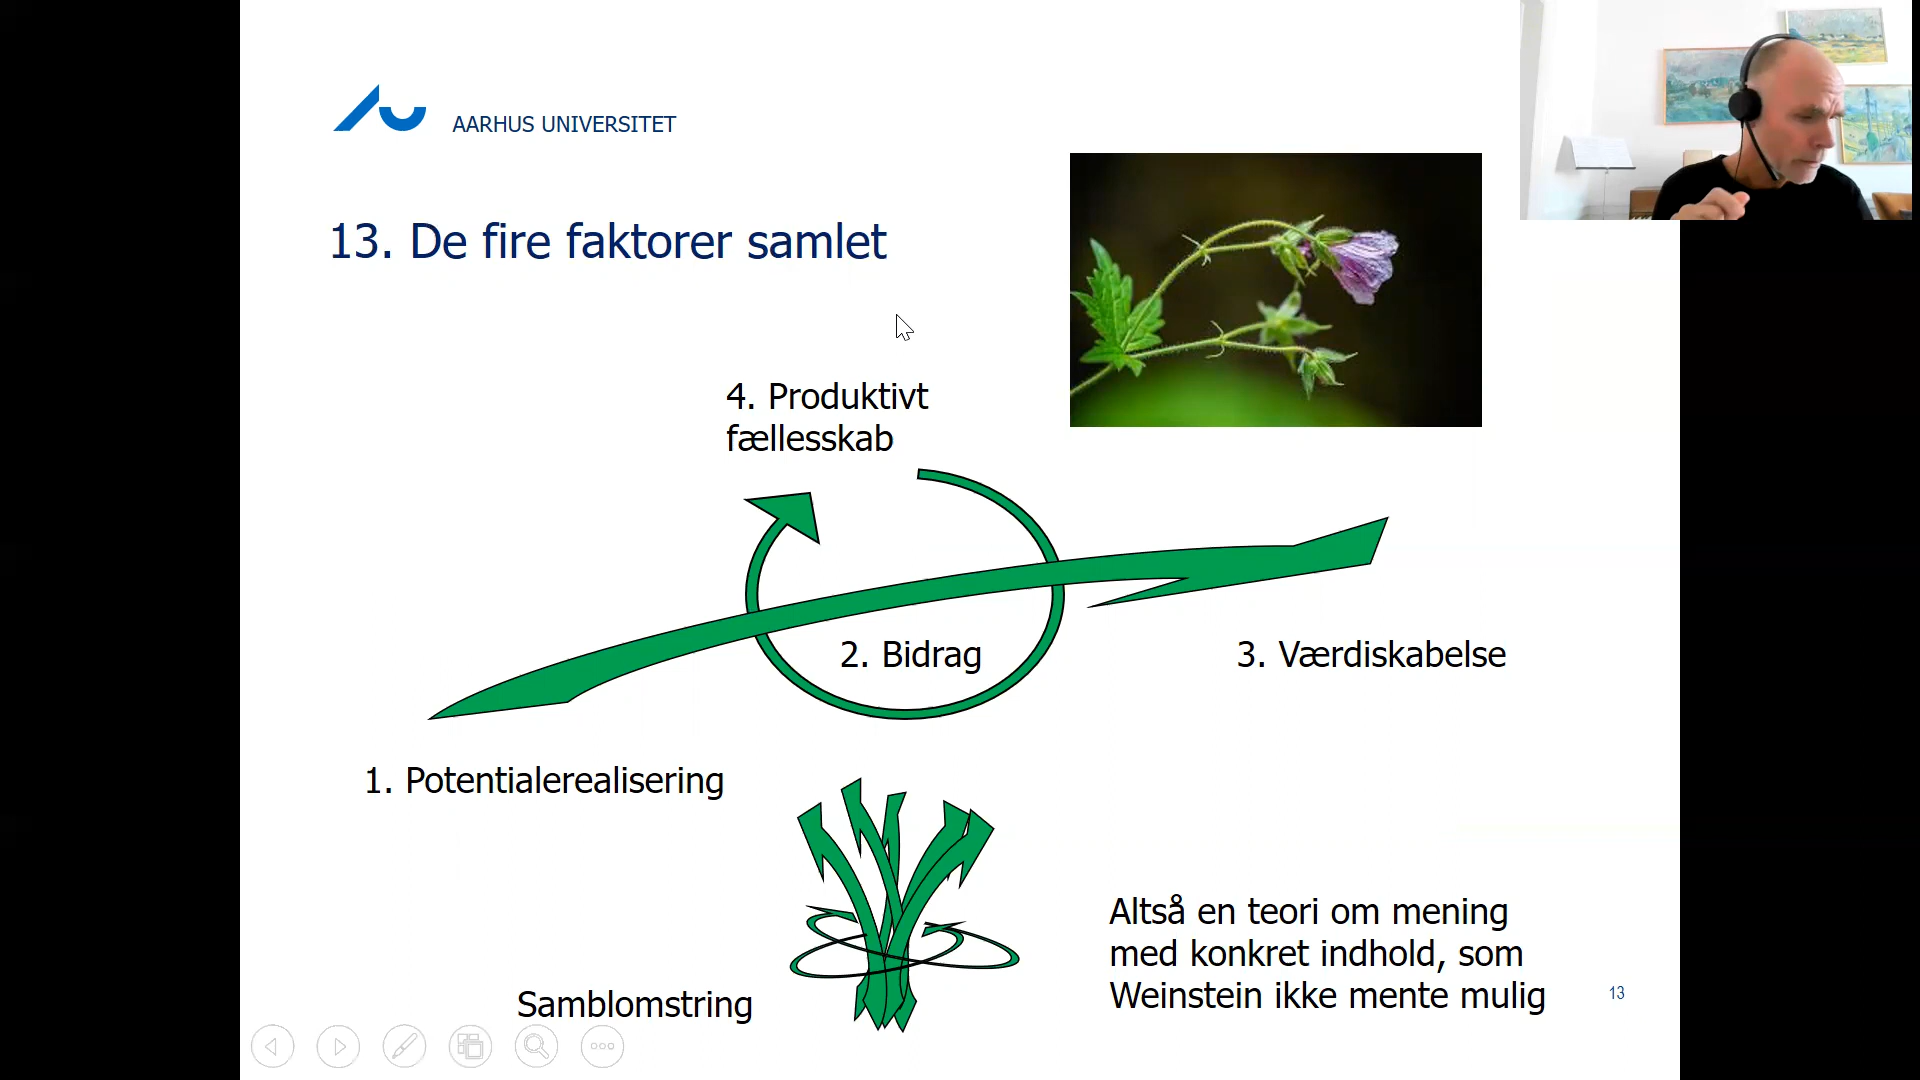 AARHUS UNIVERSITET
13. De fire faktorer samlet
4. Produktivt
fællesskab
2. Bidrag
3. Værdiskabelse
1. Potentialerealisering
Samblomstring
Altså en teori om mening
med konkret indhold, som
Weinstein ikke mente mulig
13